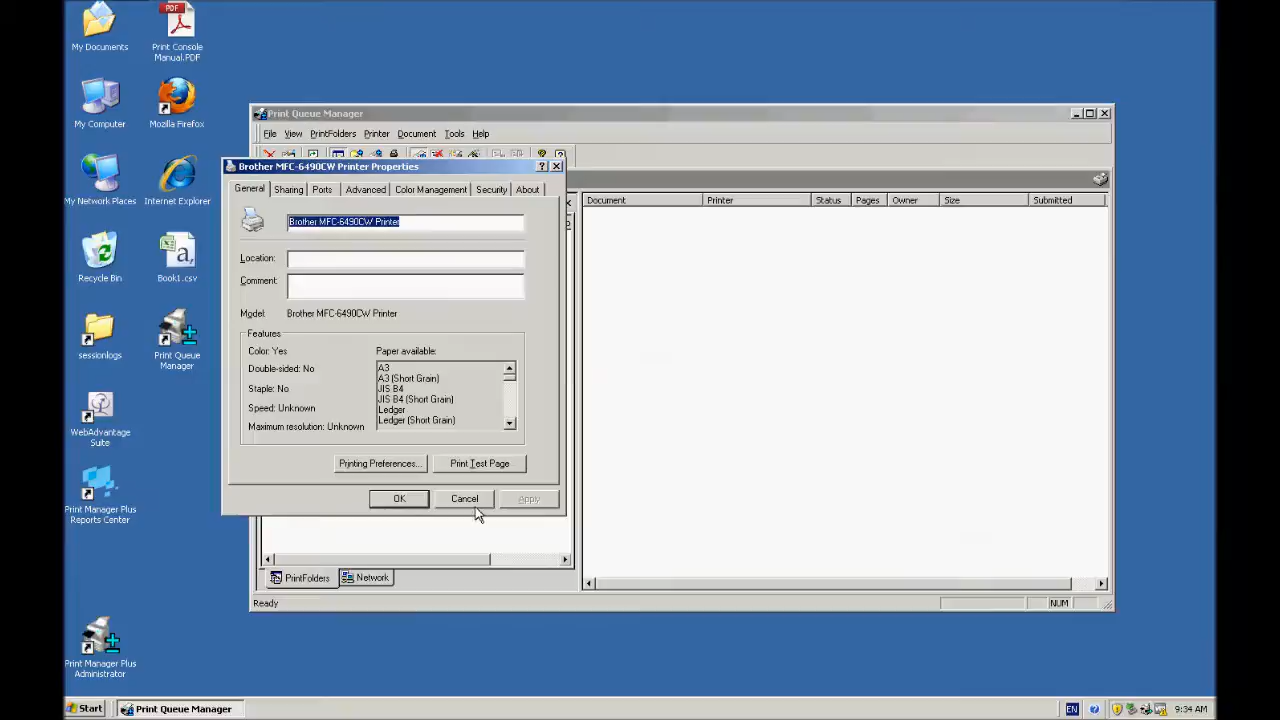 My Documents
Print Console
Manual.PDF
My Computer
Mozilla Firefox
My Network Places
Internet Explorer
Recycle Bin
Book1.csv
sessionlogs
Print Queue
Manager
WebAdvantage
Suite
Print Manager Plus
Reports Center
Print Manager Plus
Administrator
Print Queue Manager
File View PrintFolders Printer Document Tools Help
Brother MFC-6490CW Printer Properties
General Sharing Ports Advanced Color Management Security About
Brother MFC-6490CW Printer
Location:
Comment:
Model: Brother MFC-6490CW Printer
Features
Color: Yes
Double-sided: No
Staple: No
Speed: Unknown
Maximum resolution: Unknown
Paper available:
A3
A3 (Short Grain)
JIS B4
JIS B4 (Short Grain)
Ledger
Ledger (Short Grain)
Printing Preferences... Print Test Page
OK Cancel Apply
Document Printer Status Pages Owner Size Submitted
PrintFolders Network
Ready NUM
Start Print Queue Manager EN 9:34 AM